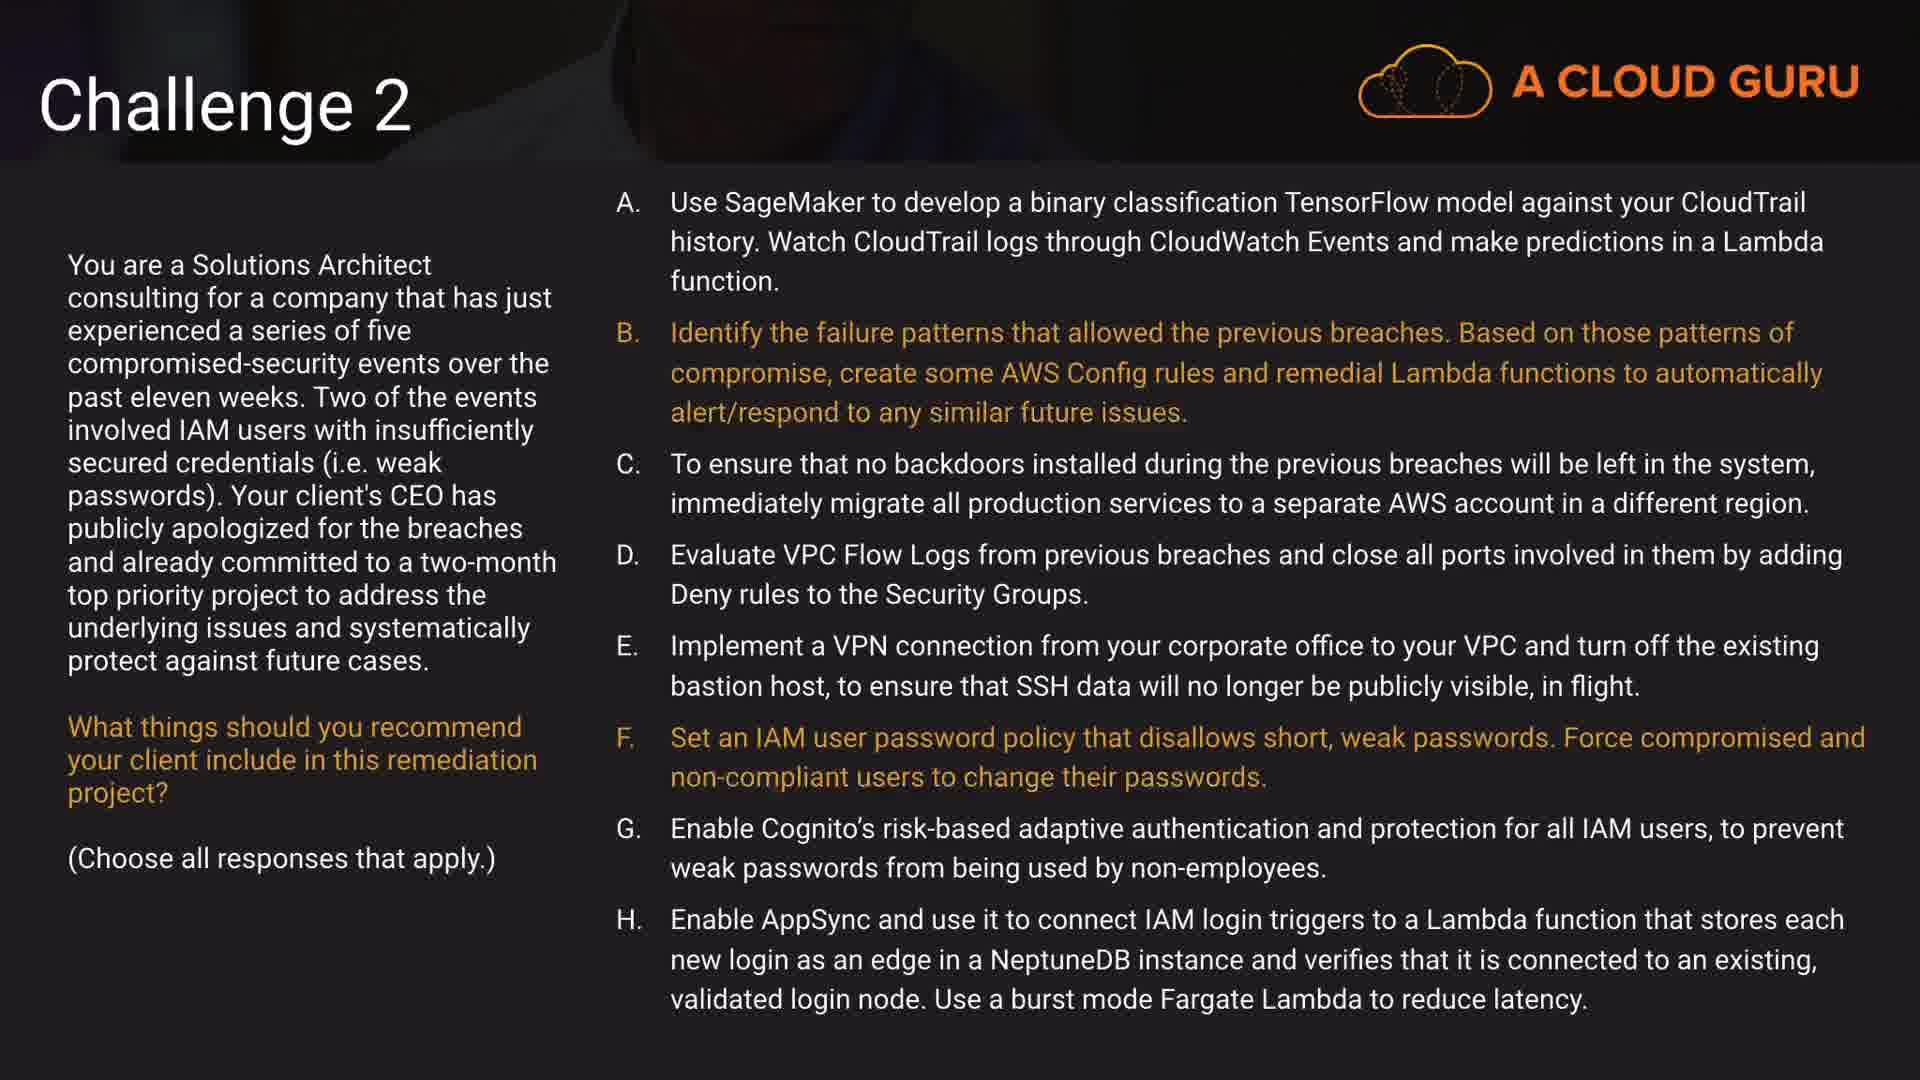 Challenge 2
A CLOUD GURU
You are a Solutions Architect
consulting for a company that has just
experienced a series of five
compromised-security events over the
past eleven weeks. Two of the events
involved IAM users with insufficiently
secured credentials (i.e. weak
passwords). Your client's CEO has
publicly apologized for the breaches
and already committed to a two-month
top priority project to address the
underlying issues and systematically
protect against future cases.
What things should you recommend
your client include in this remediation
project?
(Choose all responses that apply.)
A. Use SageMaker to develop a binary classification TensorFlow model against your CloudTrail
history. Watch CloudTrail logs through CloudWatch Events and make predictions in a Lambda
function.
B. Identify the failure patterns that allowed the previous breaches. Based on those patterns of
compromise, create some AWS Config rules and remedial Lambda functions to automatically
alert/respond to any similar future issues.
C. To ensure that no backdoors installed during the previous breaches will be left in the system,
immediately migrate all production services to a separate AWS account in a different region.
D. Evaluate VPC Flow Logs from previous breaches and close all ports involved in them by adding
Deny rules to the Security Groups.
E. Implement a VPN connection from your corporate office to your VPC and turn off the existing
bastion host, to ensure that SSH data will no longer be publicly visible, in flight.
F. Set an IAM user password policy that disallows short, weak passwords. Force compromised and
non-compliant users to change their passwords.
G. Enable Cognito’s risk-based adaptive authentication and protection for all IAM users, to prevent
weak passwords from being used by non-employees.
H. Enable AppSync and use it to connect IAM login triggers to a Lambda function that stores each
new login as an edge in a NeptuneDB instance and verifies that it is connected to an existing,
validated login node. Use a burst mode Fargate Lambda to reduce latency.